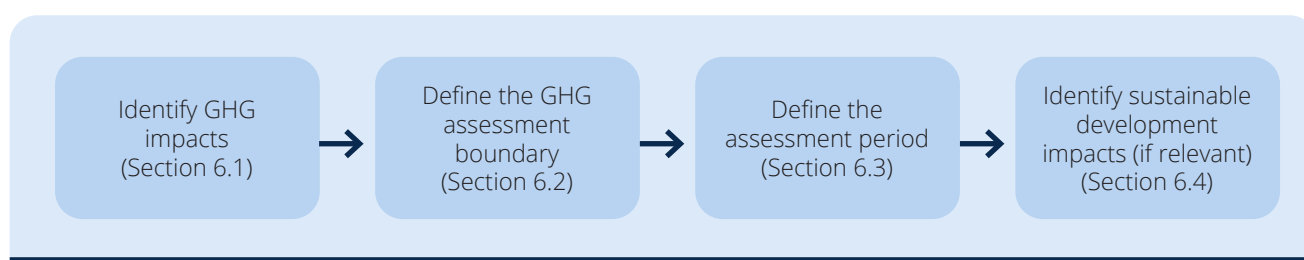 Identify GHG
impacts
(Section 6.1)
Define the GHG
assessment
boundary
(Section 6.2)
Define the
assessment period
(Section 6.3)
Identify sustainable
development
impacts (if relevant)
(Section 6.4)